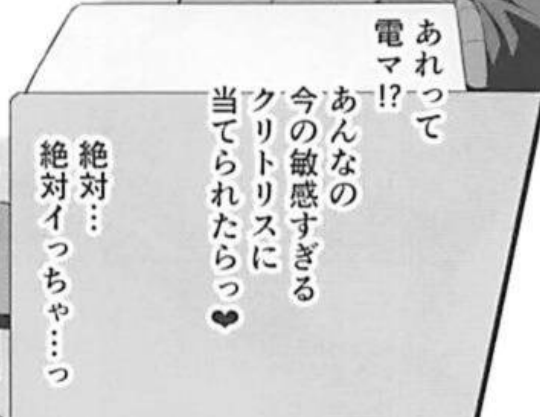 あれって
電マ!?
あんなの
今の敏感すぎる
クリトリスに
当てられたらっ♥
絶対…
絶対イっちゃ…っ